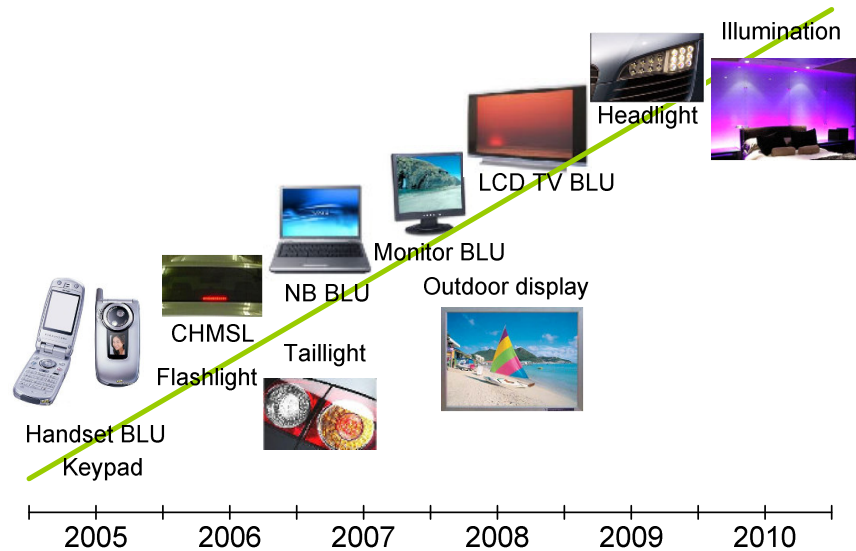 Illumination
Headlight
LCD TV BLU
Monitor BLU
NB BLU
Outdoor display
CHMSL
Taillight
Flashlight
Handset BLU
Keypad
2005 2006 2007 2008 2009 2010